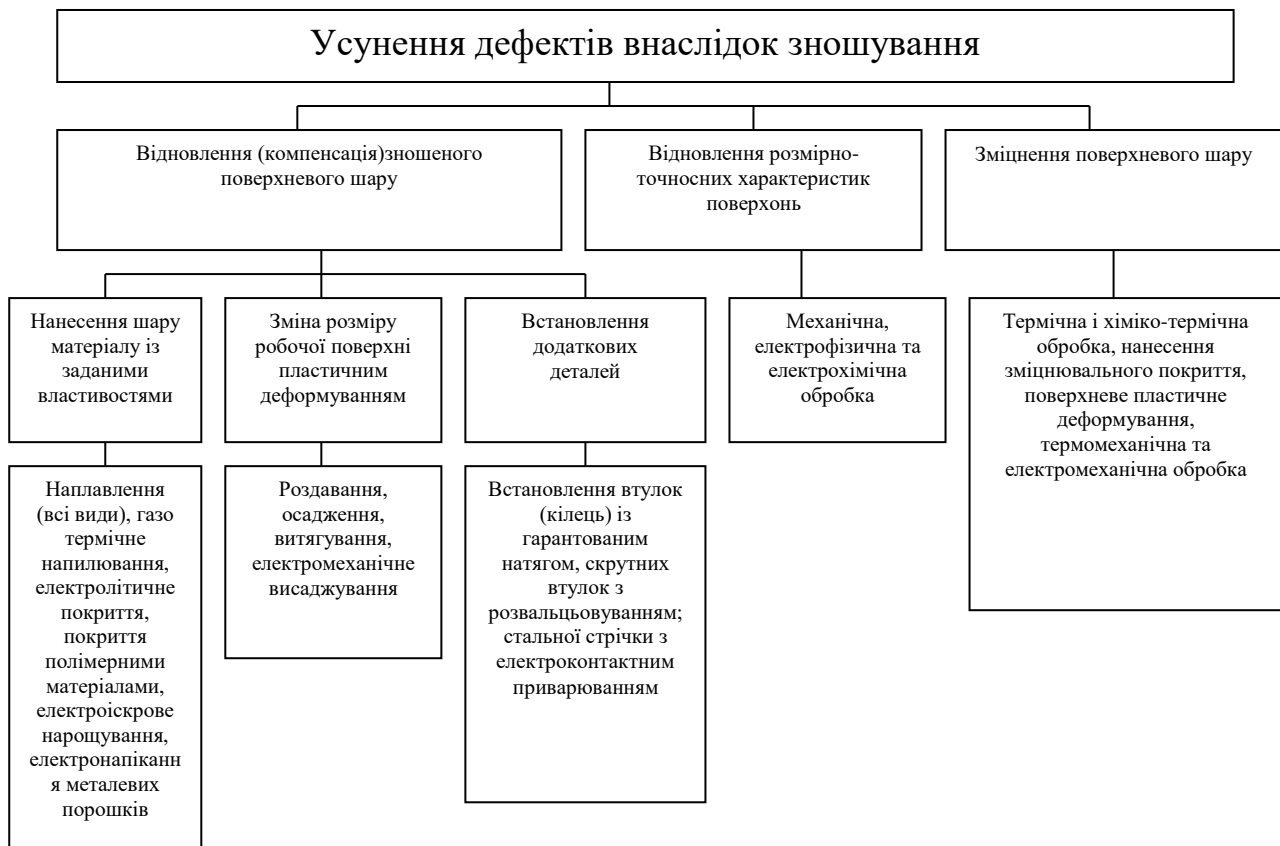 Усунення дефектів внаслідок зношування
Відновлення (компенсація)зношеного
поверхневого шару
Відновлення розмірно-
точносних характеристик
поверхонь
Зміцнення поверхневого шару
Нанесення шару
матеріалу із
заданими
властивостями
Зміна розміру
робочої поверхні
пластичним
деформуванням
Встановлення
додаткових
деталей
Механічна,
електрофізична та
електрохімічна
обробка
Термічна і хіміко-термічна
обробка, нанесення
зміцнювального покриття,
поверхневе пластичне
деформування,
термомеханічна та
електромеханічна обробка
Наплавлення
(всі види), газо
термічне
напилювання,
електролітичне
покриття,
покриття
полімерними
матеріалами,
електроіскрове
нарощування,
електронапіканн
я металевих
порошків
Роздавання,
осадження,
витягування,
електромеханічне
висаджування
Встановлення втулок
(кілець) із
гарантованим
натягом, скрутних
втулок з
розвальцьовуванням;
стальної стрічки з
електроконтактним
приварюванням